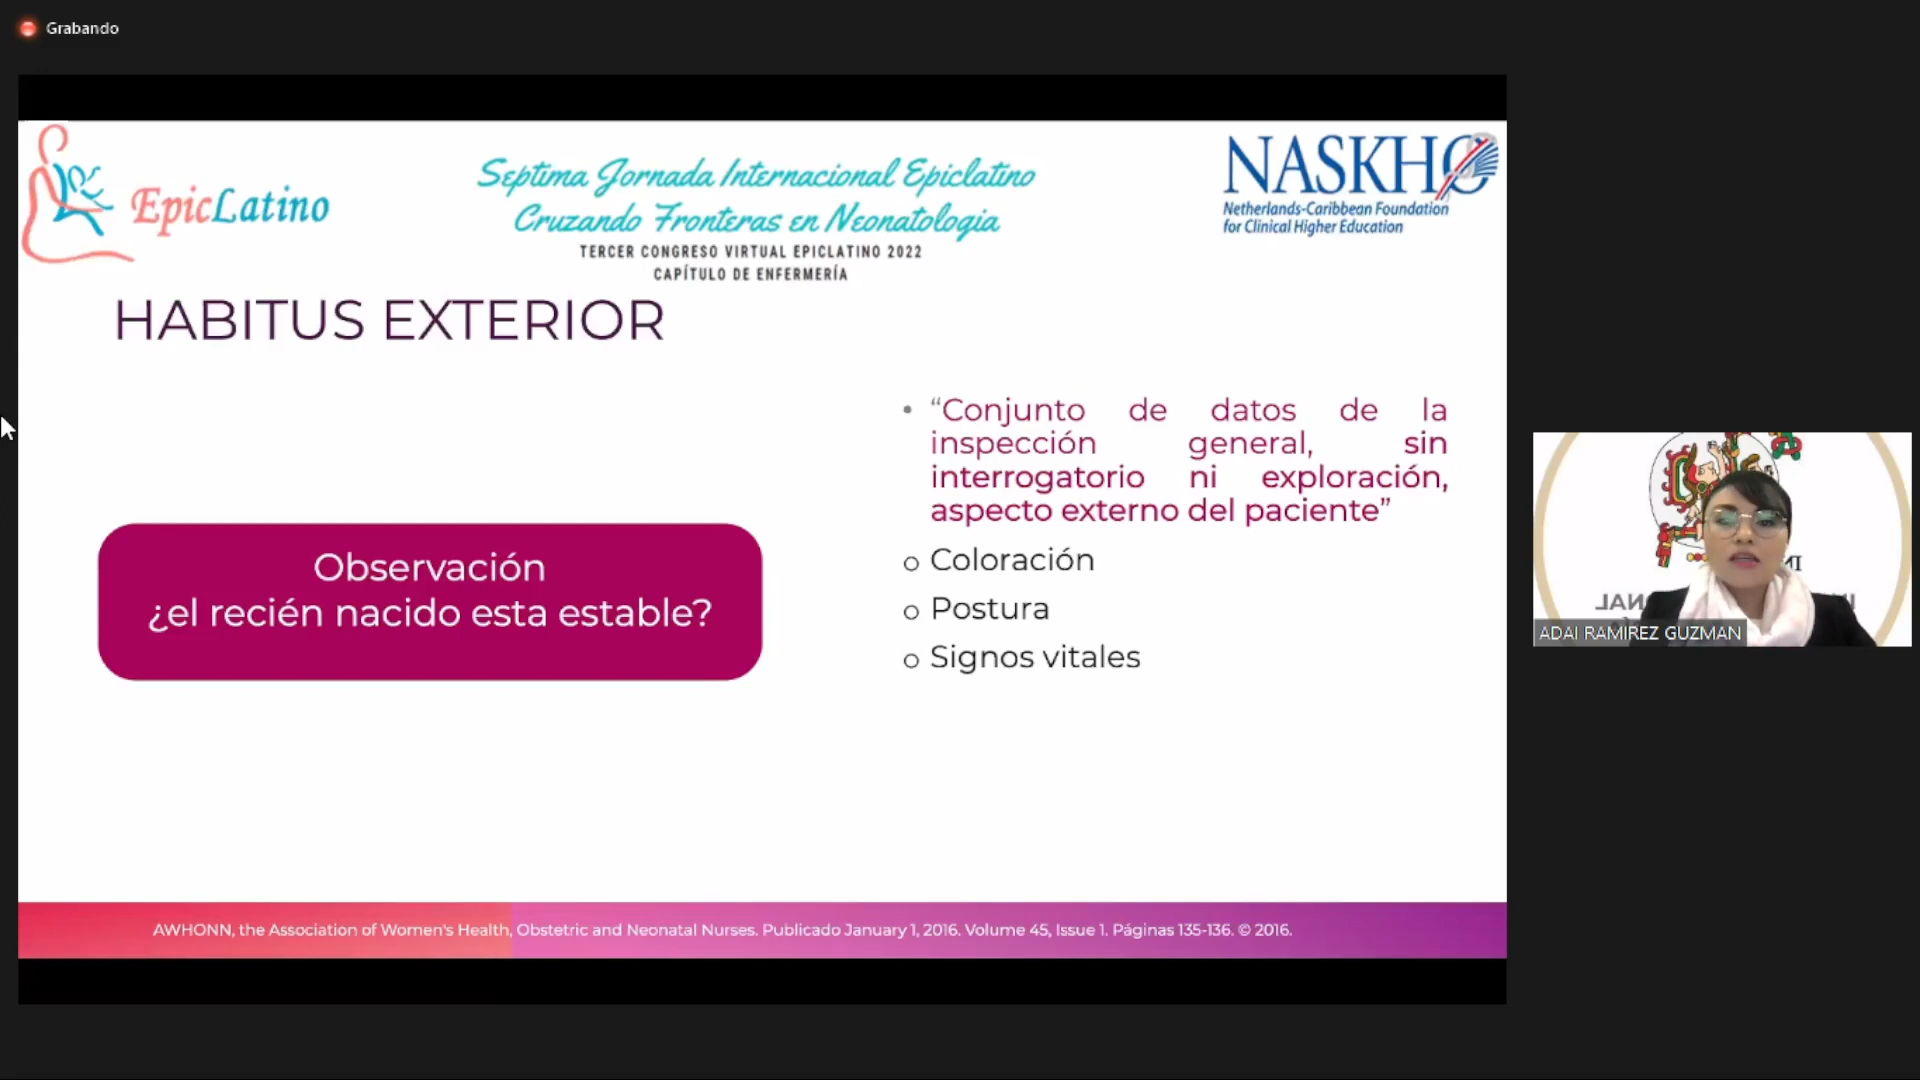 Grabando
EpicLatino
Septima Jornada Internacional Epiclatino
Cruzando Fronteras en Neonatologia
TERCER CONGRESO VIRTUAL EPICLATINO 2022
CAPÍTULO DE ENFERMERÍA
NASKHO
Netherlands-Caribbean Foundation
for Clinical Higher Education
HABITUS EXTERIOR
Observación
¿el recién nacido esta estable?
• “Conjunto de datos de la
inspección general, sin
interrogatorio ni exploración,
aspecto externo del paciente”
o Coloración
o Postura
o Signos vitales
AWHONN, the Association of Women's Health, Obstetric and Neonatal Nurses. Publicado January 1, 2016. Volume 45, Issue 1. Páginas 135-136. © 2016.
ADAI RAMIREZ GUZMAN